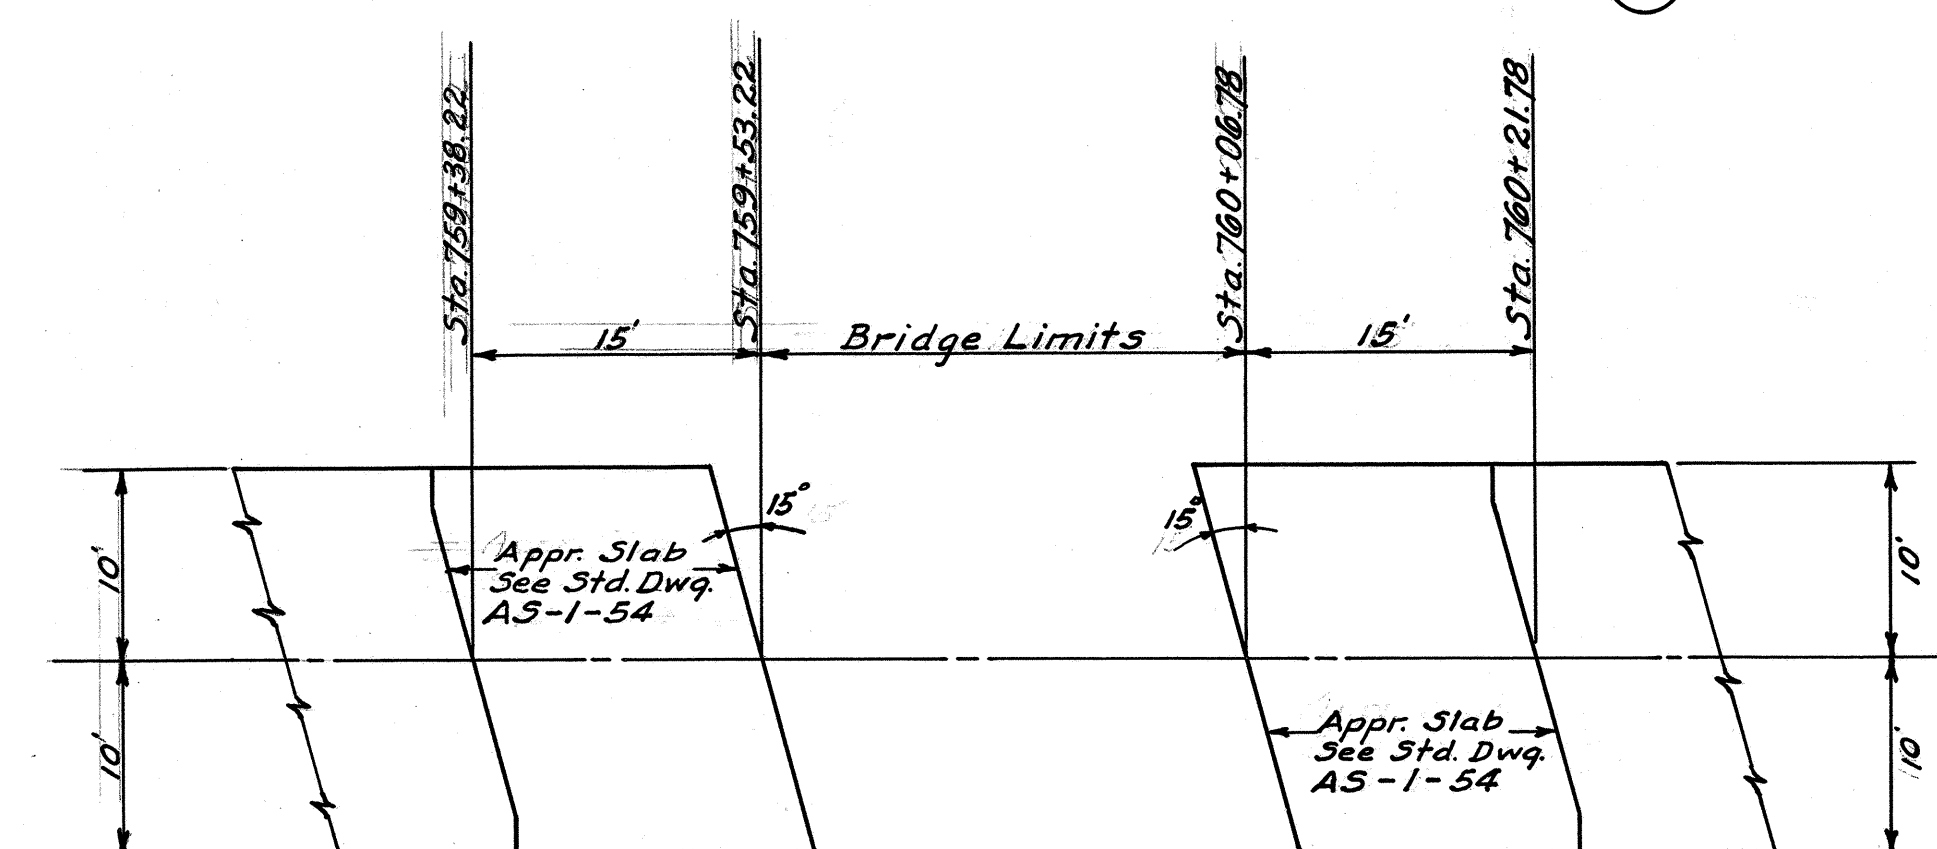 Sta. 759+38.22
Sta. 759+53.22
Sta. 760+06.78
Sta. 760+21.78
15'
Bridge Limits
15'
15°
15°
10'
Appr. Slab
See Std. Dwg.
AS-1-54
10'
10'
Appr. Slab
See Std. Dwg.
AS-1-54
10'